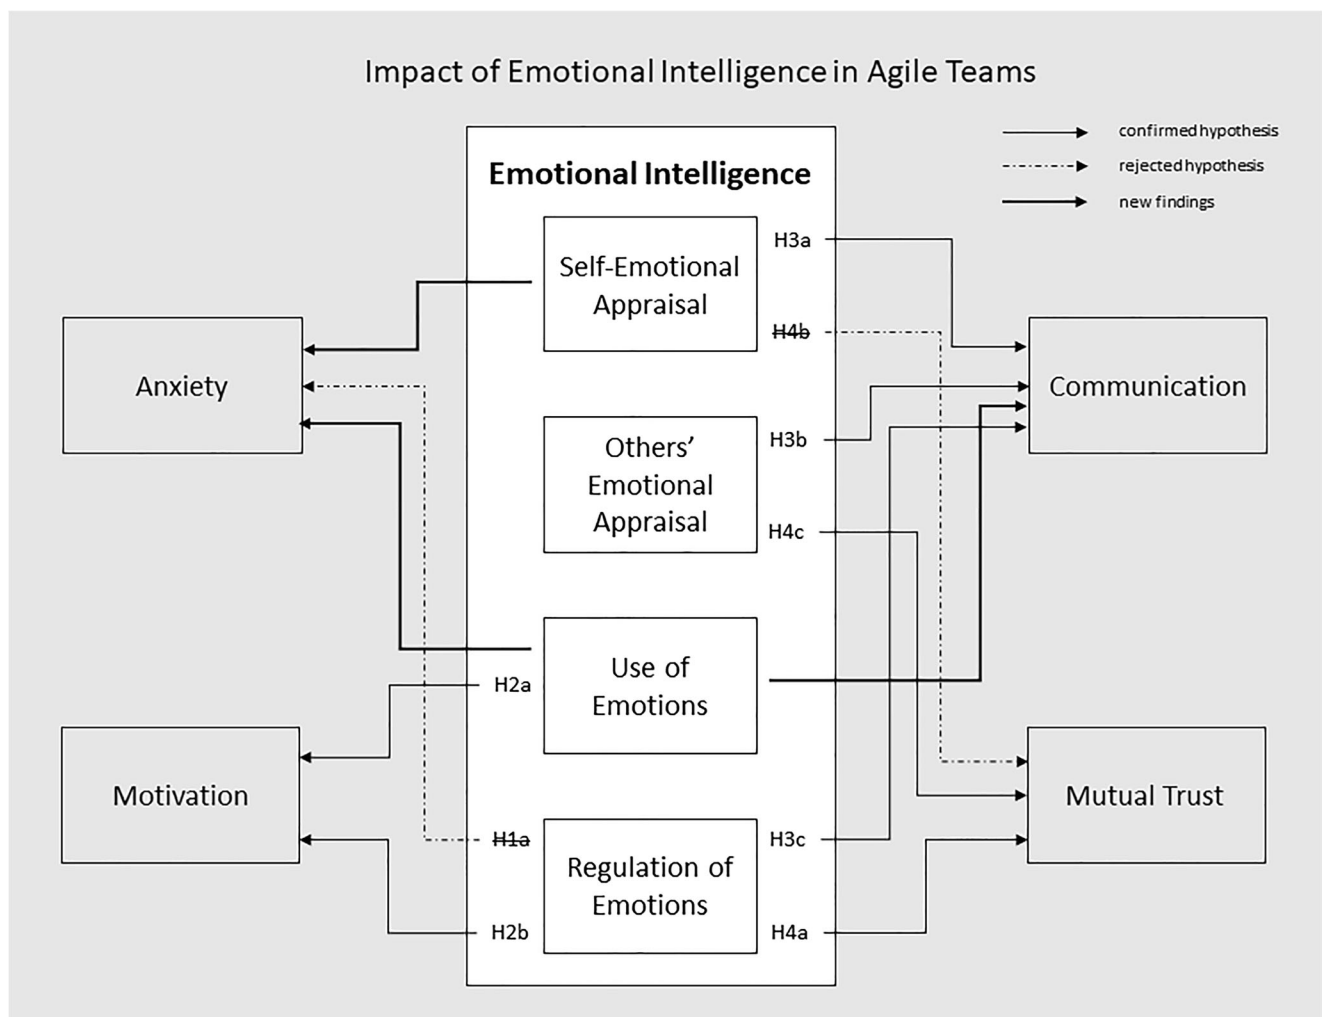 Impact of Emotional Intelligence in Agile Teams
confirmed hypothesis
rejected hypothesis
new findings
Emotional Intelligence
H3a
Self-Emotional
Appraisal
H4b
Anxiety
Communication
H3b
Others’
Emotional
Appraisal
H4c
Use of
Emotions
H2a
Motivation
Mutual Trust
H1a
H3c
Regulation of
Emotions
H2b
H4a